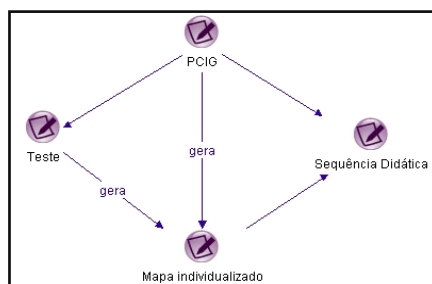 PCIG
Teste
gera
Sequência Didática
gera
Mapa individualizado